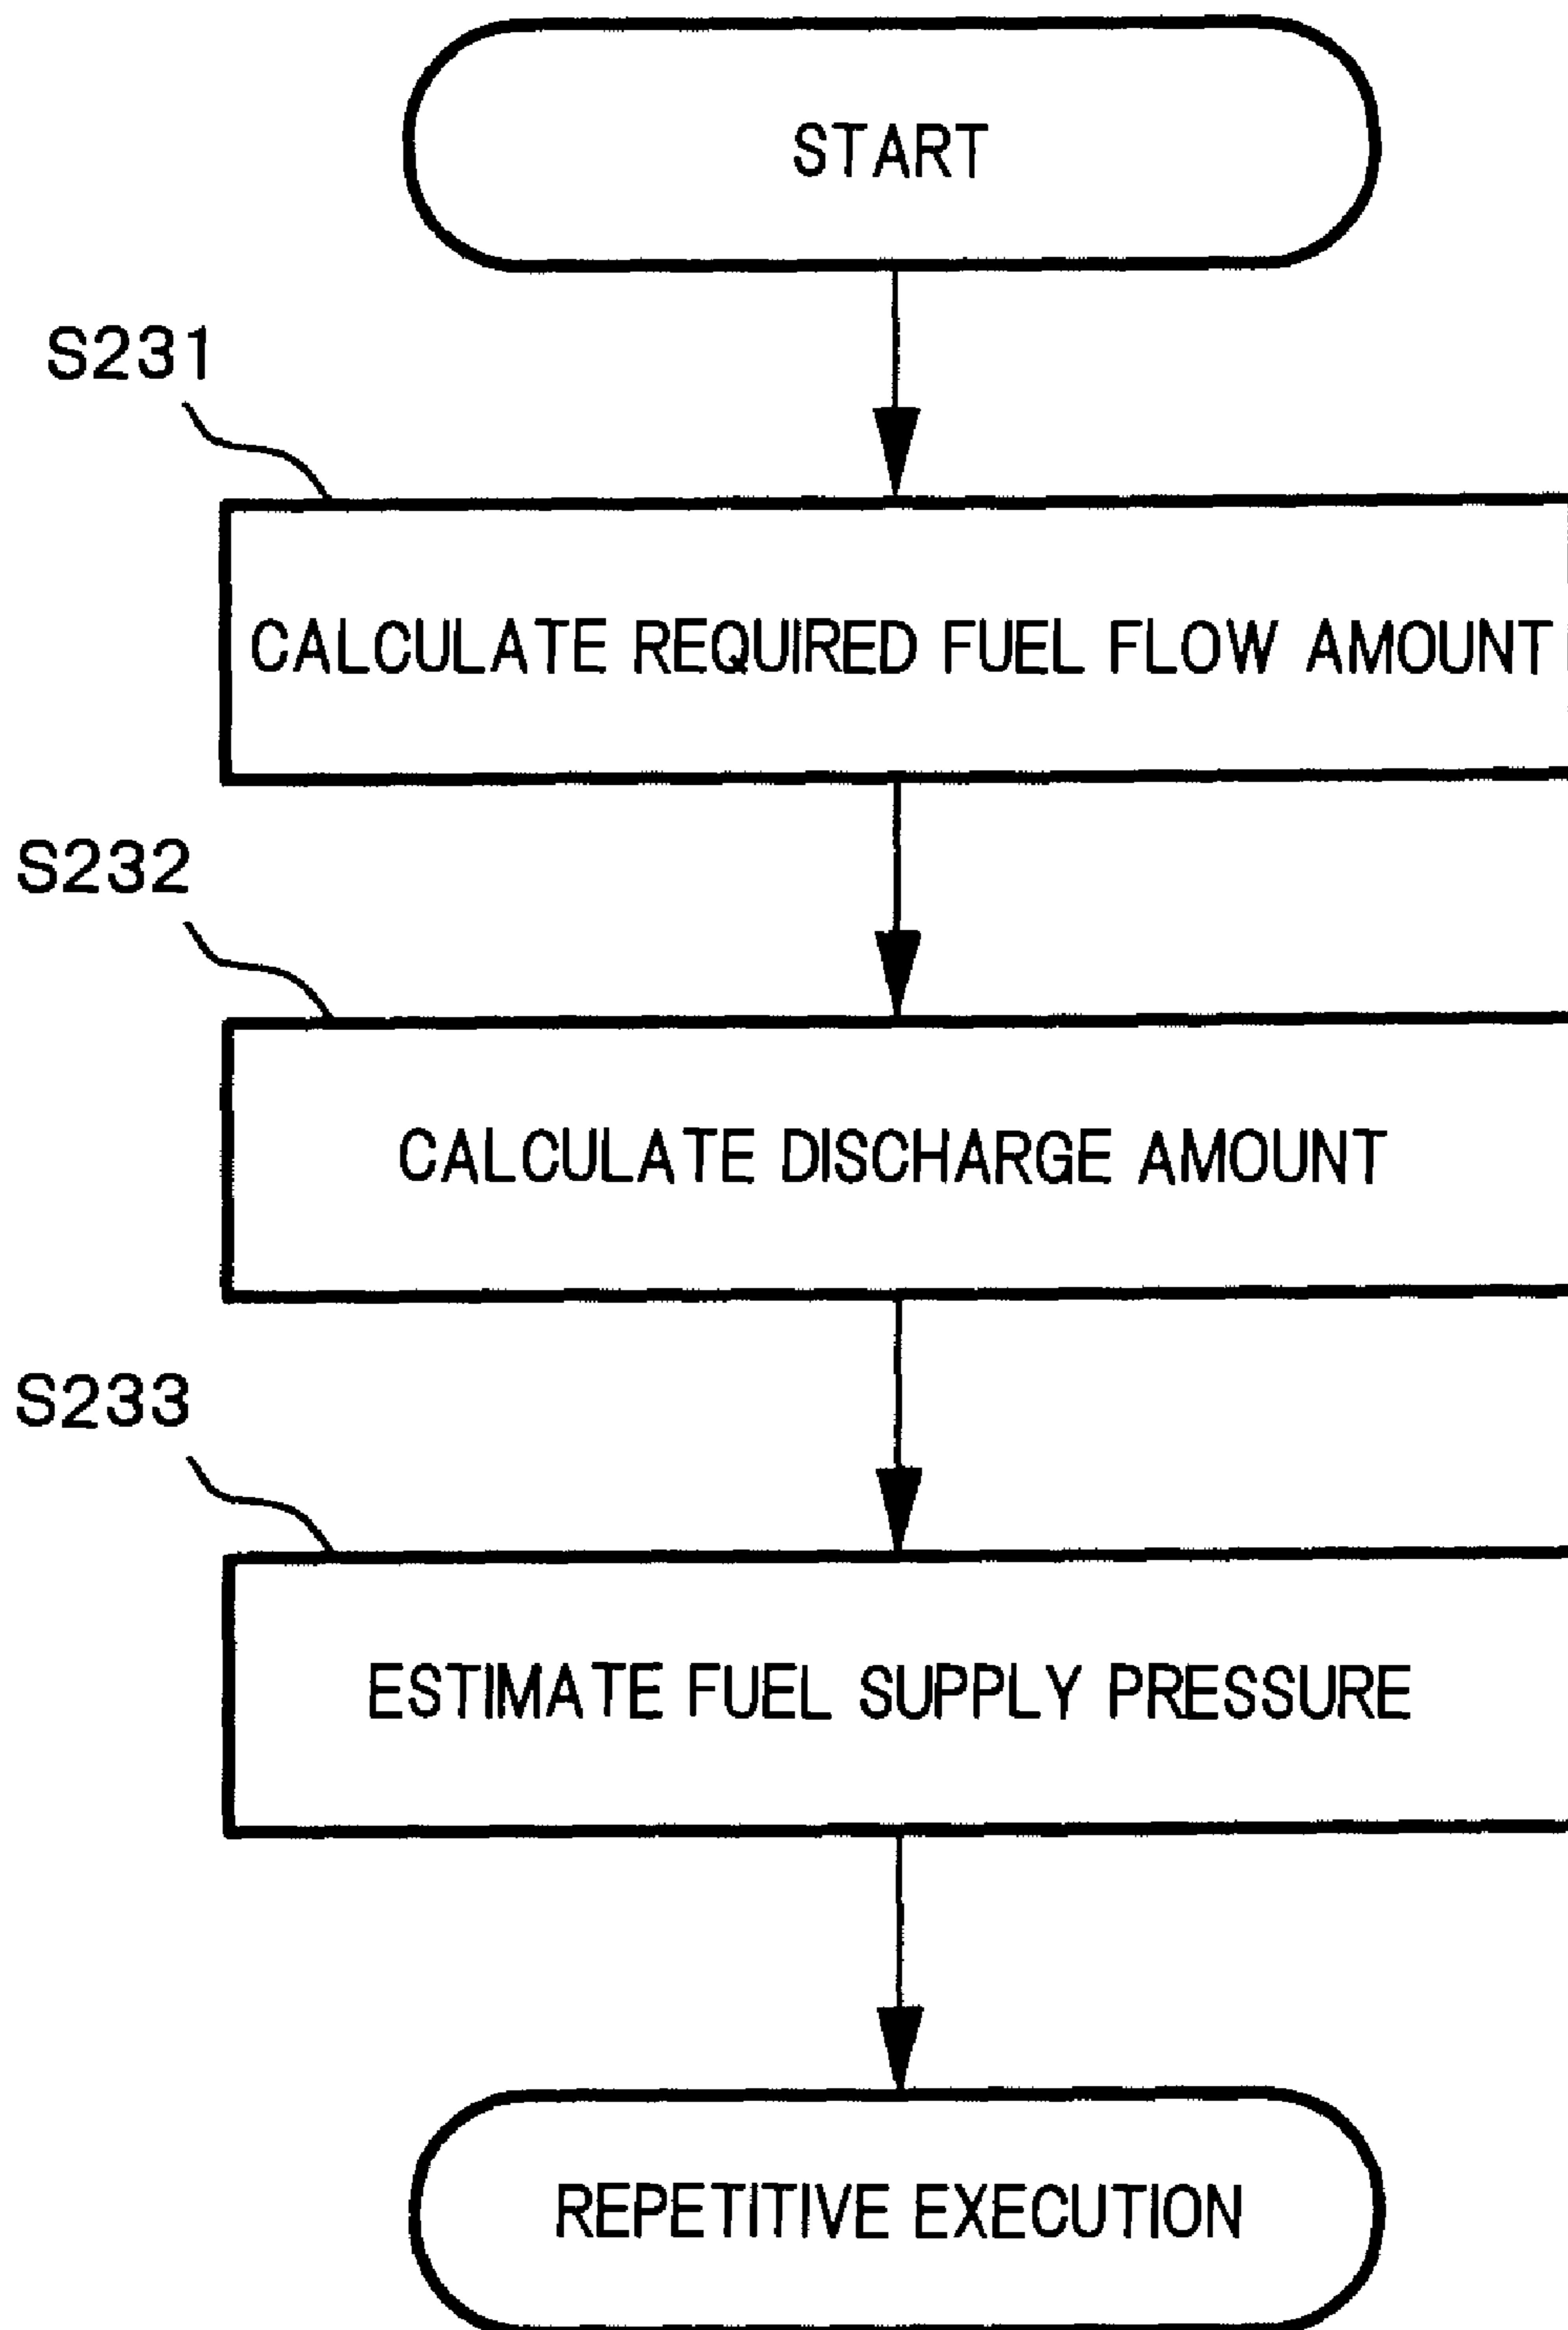 START
S231
CALCULATE REQUIRED FUEL FLOW AMOUNT
S232
CALCULATE DISCHARGE AMOUNT
S233
ESTIMATE FUEL SUPPLY PRESSURE
REPETITIVE EXECUTION